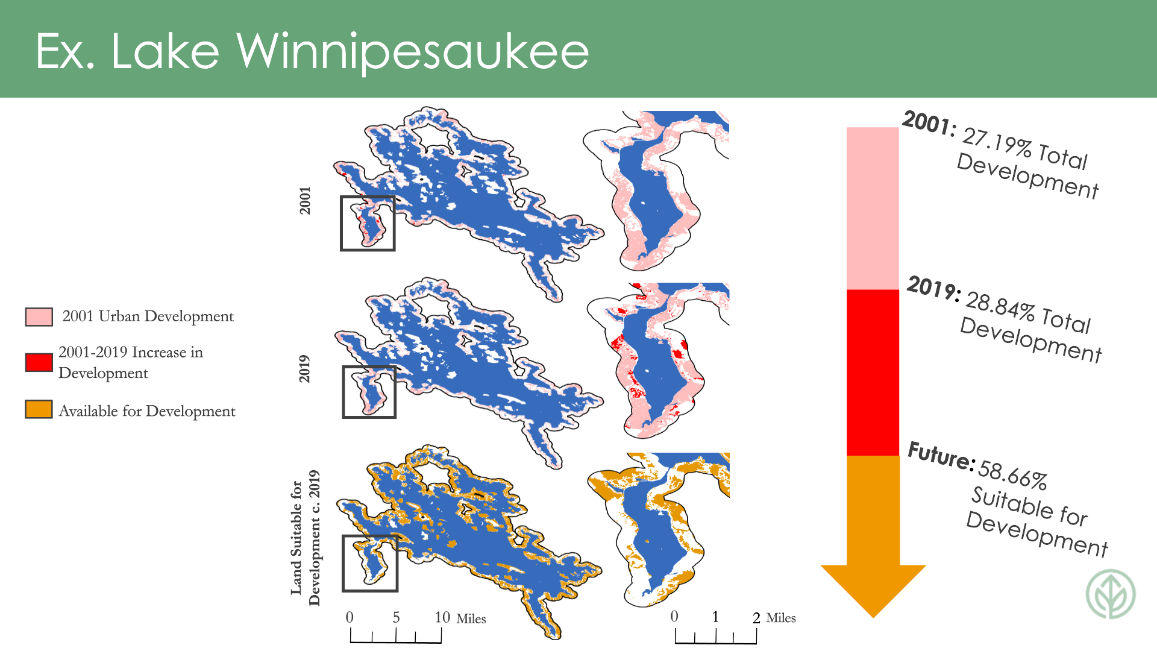 Ex. Lake Winnipesaukee
2001 Urban Development
2001-2019 Increase in
Development
Available for Development
2001
2019
Land Suitable for
Development c. 2019
0 5 10 Miles
0 1 2 Miles
2001: 27.19% Total
Development
2019: 28.84% Total
Development
Future: 58.66%
Suitable for
Development